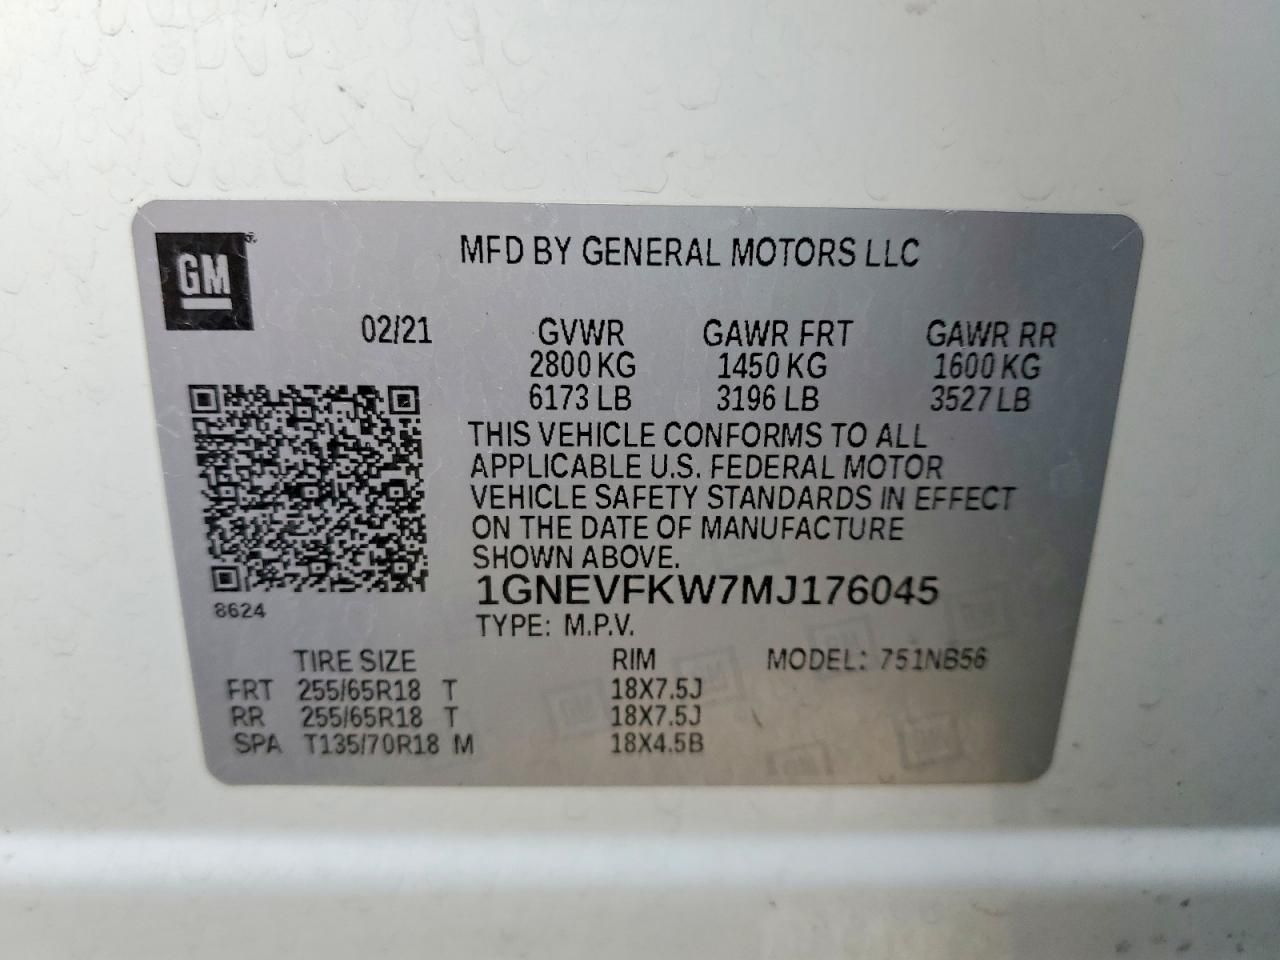 GM
MFD BY GENERAL MOTORS LLC
02/21 GVWR GAWR FRT GAWR RR
2800 KG 1450 KG 1600 KG
6173 LB 3196 LB 3527 LB
THIS VEHICLE CONFORMS TO ALL
APPLICABLE U.S. FEDERAL MOTOR
VEHICLE SAFETY STANDARDS IN EFFECT
ON THE DATE OF MANUFACTURE
SHOWN ABOVE.
1GNEVFKW7MJ176045
8624
TYPE: M.P.V.
TIRE SIZE RIM MODEL: 751NB56
FRT 255/65R18 T 18X7.5J
RR 255/65R18 T 18X7.5J
SPA T135/70R18 M 18X4.5B